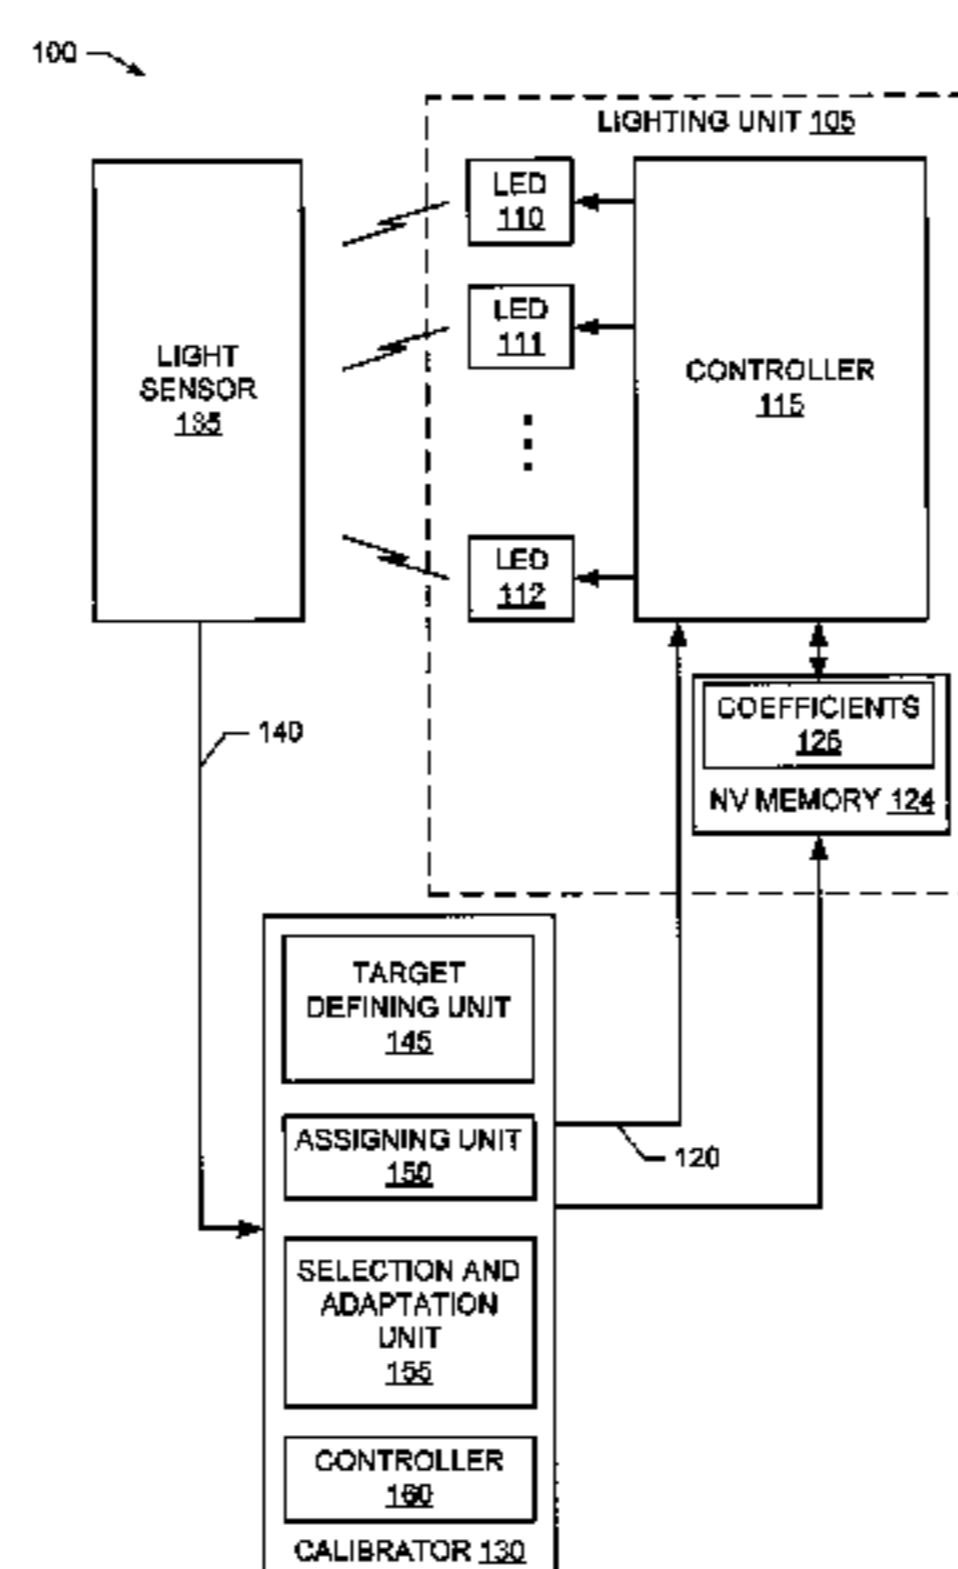 100
LIGHTING UNIT 105
LED
110
LED
111
LED
112
LIGHT
SENSOR
135
CONTROLLER
115
COEFFICIENTS
126
NV MEMORY 124
140
TARGET
DEFINING UNIT
145
ASSIGNING UNIT
150
120
SELECTION AND
ADAPTATION
UNIT
155
CONTROLLER
160
CALIBRATOR 130